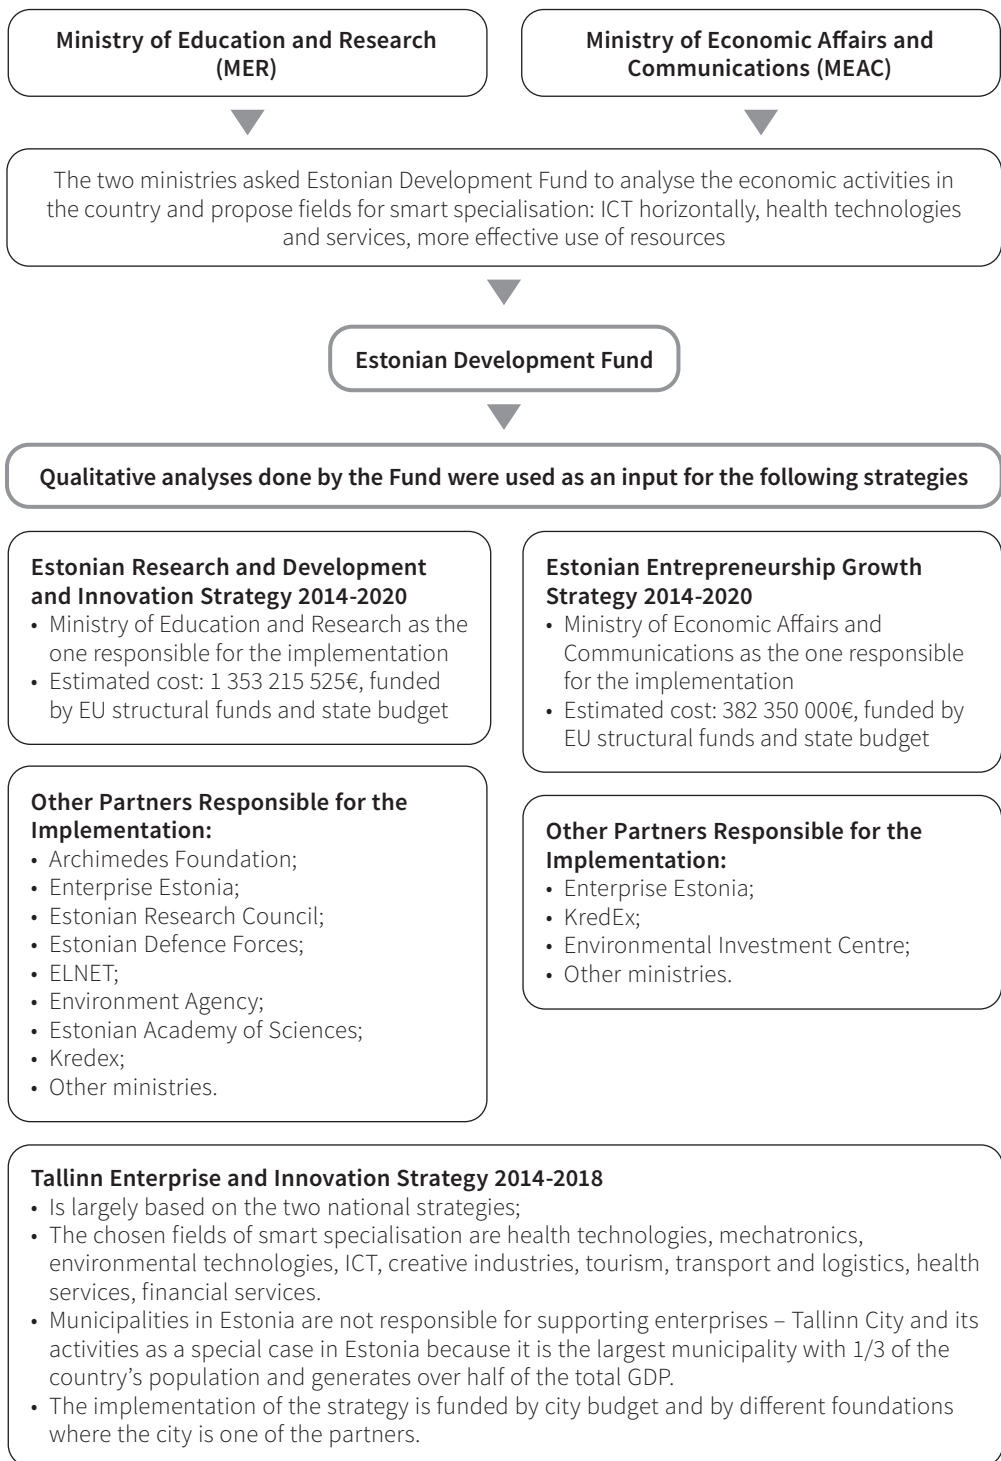 Ministry of Education and Research
(MER)
Ministry of Economic Affairs and
Communications (MEAC)
The two ministries asked Estonian Development Fund to analyse the economic activities in
the country and propose fields for smart specialisation: ICT horizontally, health technologies
and services, more effective use of resources
Estonian Development Fund
Qualitative analyses done by the Fund were used as an input for the following strategies
Estonian Research and Development
and Innovation Strategy 2014-2020
• Ministry of Education and Research as the
one responsible for the implementation
• Estimated cost: 1 353 215 525€, funded
by EU structural funds and state budget
Estonian Entrepreneurship Growth
Strategy 2014-2020
• Ministry of Economic Affairs and
Communications as the one responsible
for the implementation
• Estimated cost: 382 350 000€, funded by
EU structural funds and state budget
Other Partners Responsible for the
Implementation:
• Archimedes Foundation;
• Enterprise Estonia;
• Estonian Research Council;
• Estonian Defence Forces;
• ELNET;
• Environment Agency;
• Estonian Academy of Sciences;
• Kredex;
• Other ministries.
Other Partners Responsible for the
Implementation:
• Enterprise Estonia;
• KredEx;
• Environmental Investment Centre;
• Other ministries.
Tallinn Enterprise and Innovation Strategy 2014-2018
• Is largely based on the two national strategies;
• The chosen fields of smart specialisation are health technologies, mechatronics,
environmental technologies, ICT, creative industries, tourism, transport and logistics, health
services, financial services.
• Municipalities in Estonia are not responsible for supporting enterprises – Tallinn City and its
activities as a special case in Estonia because it is the largest municipality with 1/3 of the
country's population and generates over half of the total GDP.
• The implementation of the strategy is funded by city budget and by different foundations
where the city is one of the partners.